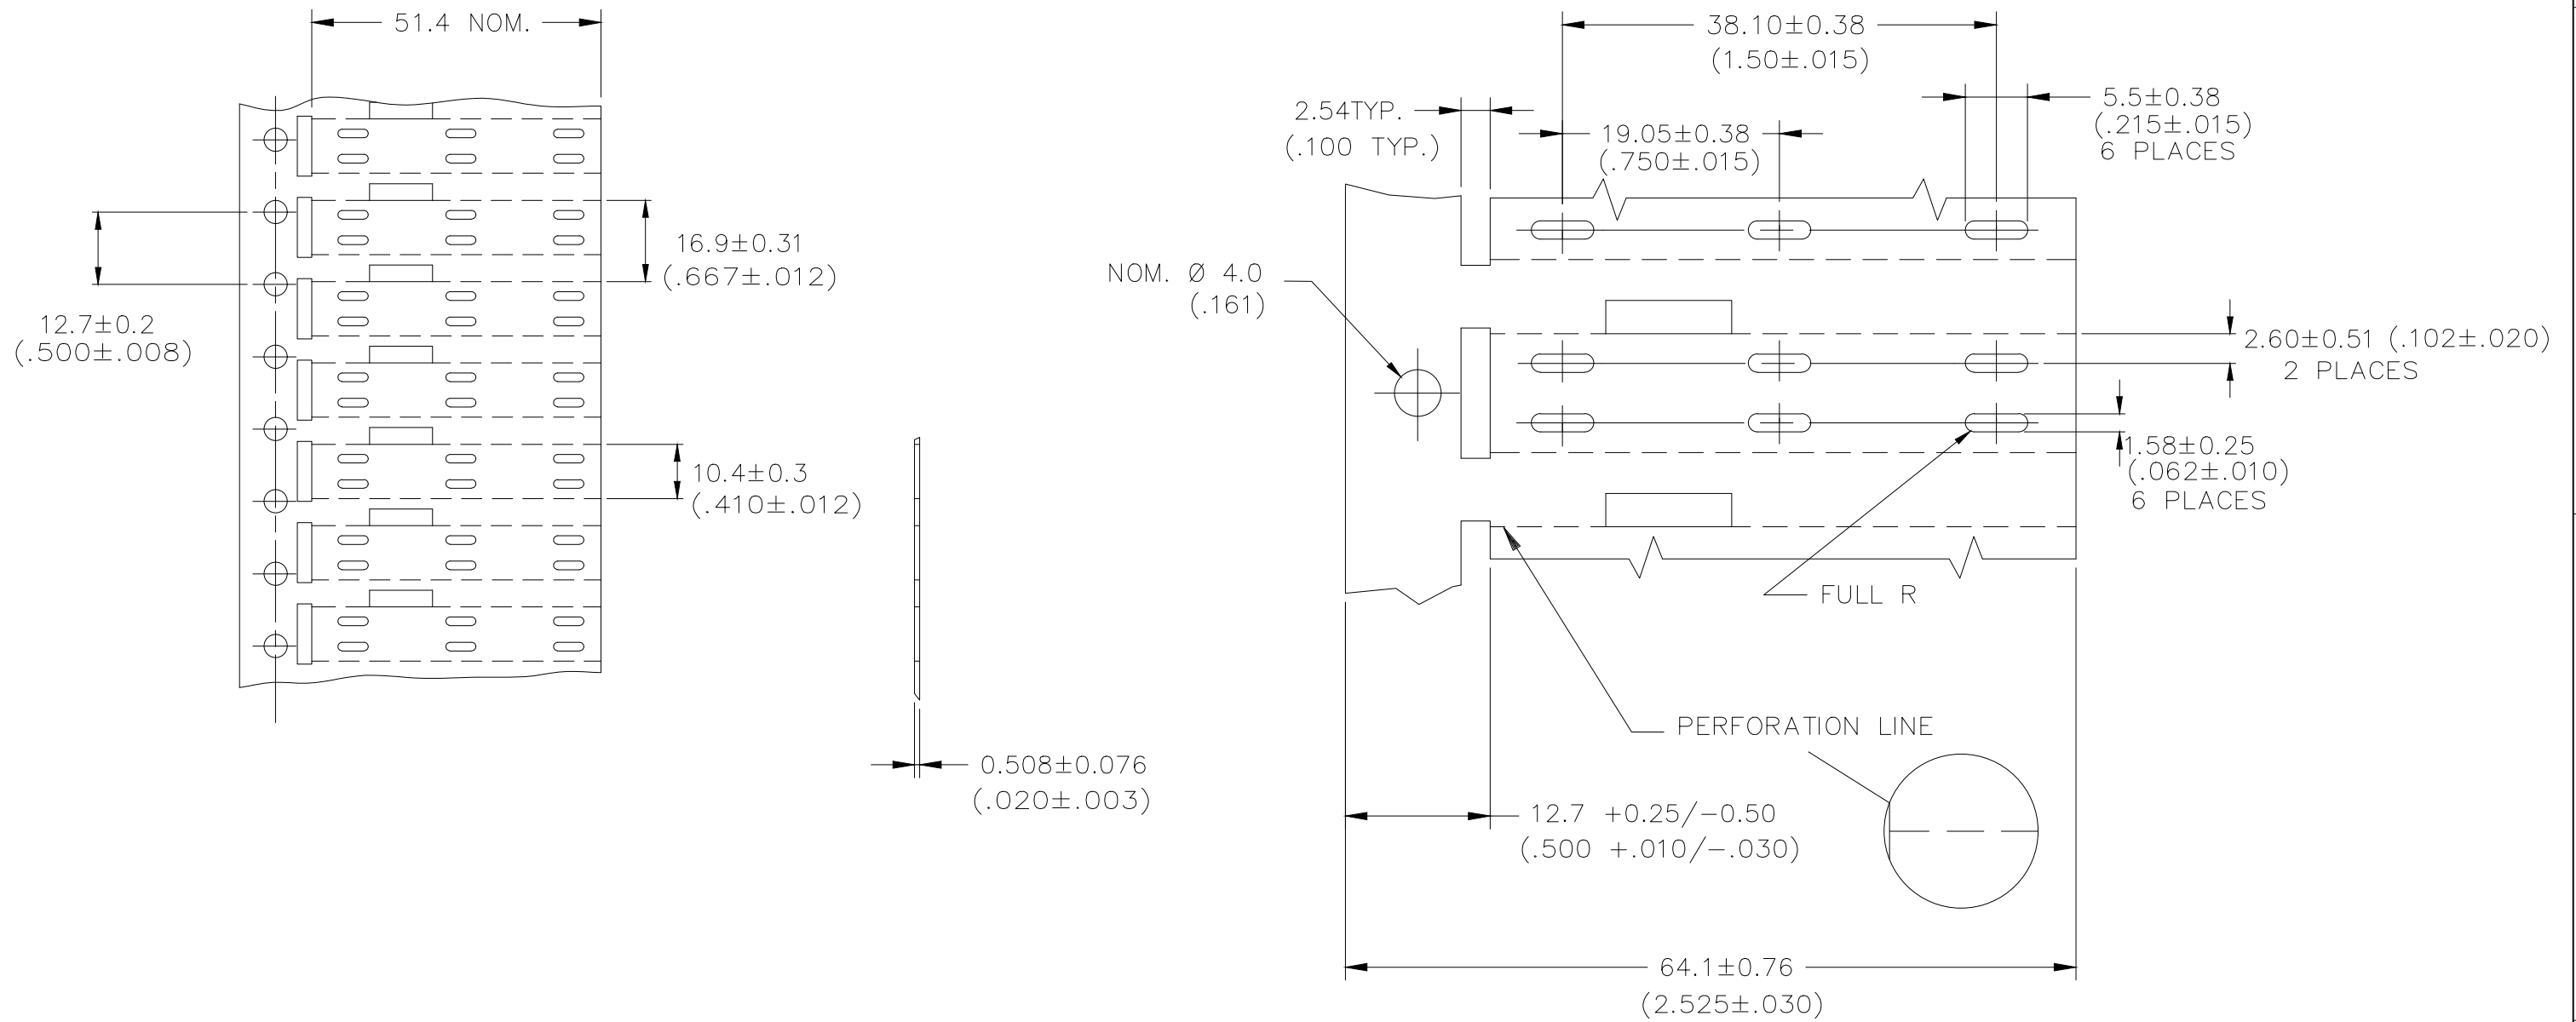 51.4 NOM.
16.9±0.31
(.667±.012)
12.7±0.2
(.500±.008)
10.4±0.3
(.410±.012)
0.508±0.076
(.020±.003)
38.10±0.38
(1.50±.015)
2.54TYP.
(.100 TYP.)
19.05±0.38
(.750±.015)
5.5±0.38
(.215±.015)
6 PLACES
NOM. Ø 4.0
(.161)
2.60±0.51 (.102±.020)
2 PLACES
1.58±0.25
(.062±.010)
6 PLACES
FULL R
PERFORATION LINE
12.7 +0.25/−0.50
(.500 +.010/−.030)
64.1±0.76
(2.525±.030)